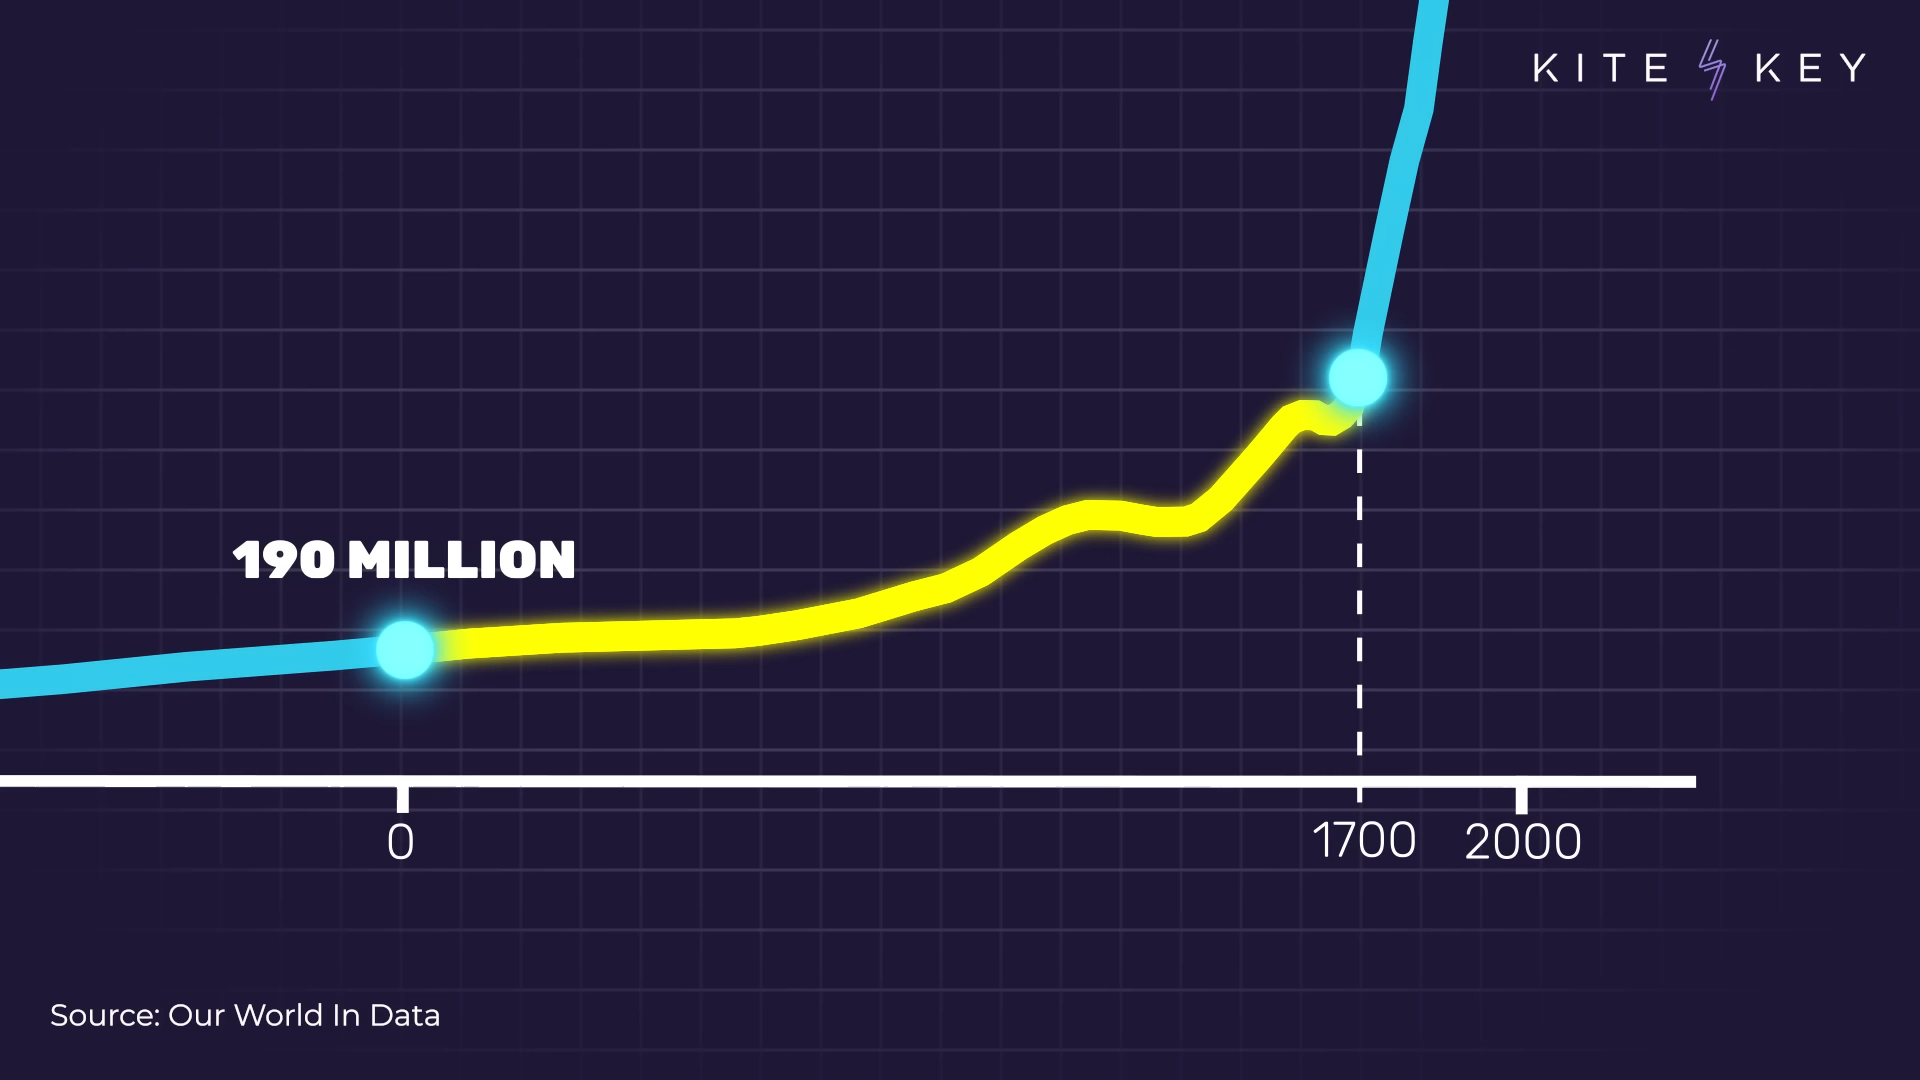 KITE KEY
190 MILLION
0
1700
2000
Source: Our World In Data